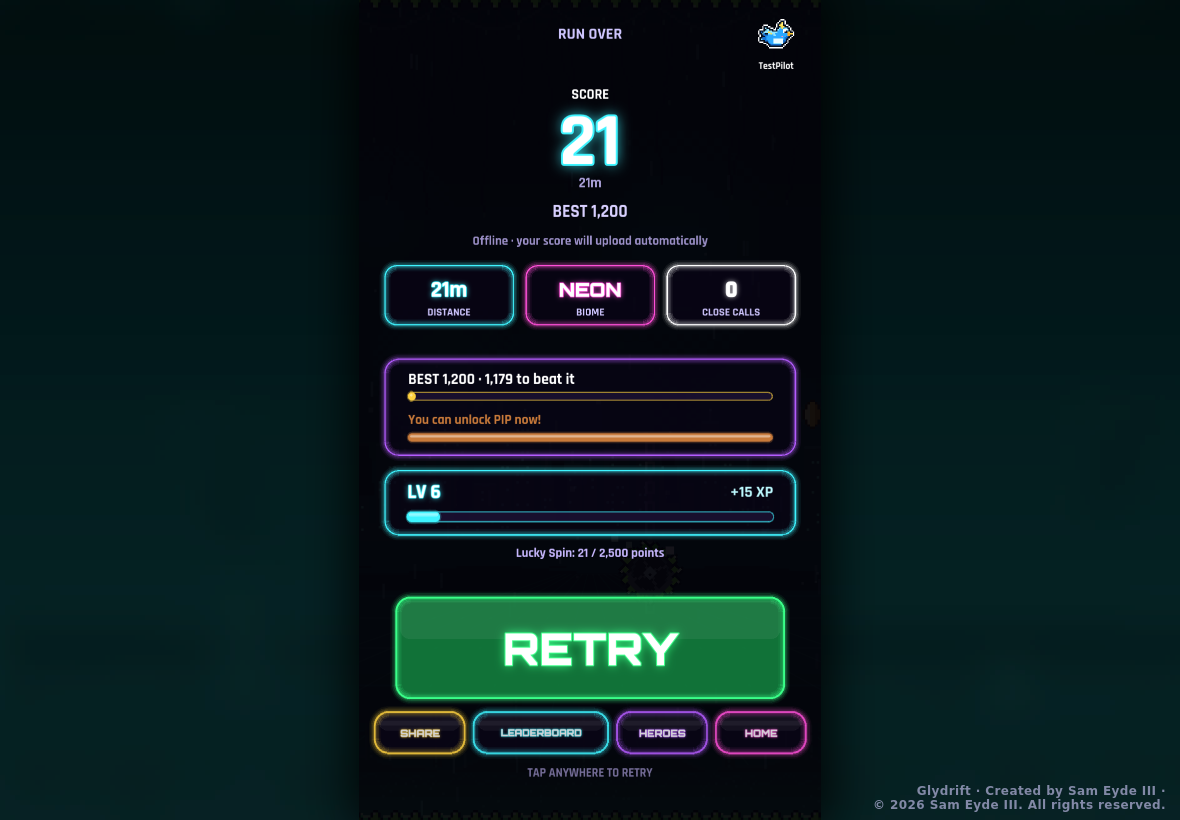 RUN OVER
TestPilot
SCORE
21
21m
BEST 1,200
Offline · your score will upload automatically
21m
DISTANCE
NEON
BIOME
0
CLOSE CALLS
BEST 1,200 · 1,179 to beat it
You can unlock PIP now!
LV 6
+15 XP
Lucky Spin: 21 / 2,500 points
RETRY
SHARE
LEADERBOARD
HEROES
HOME
TAP ANYWHERE TO RETRY
Glydrift · Created by Sam Eyde III ·
© 2026 Sam Eyde III. All rights reserved.